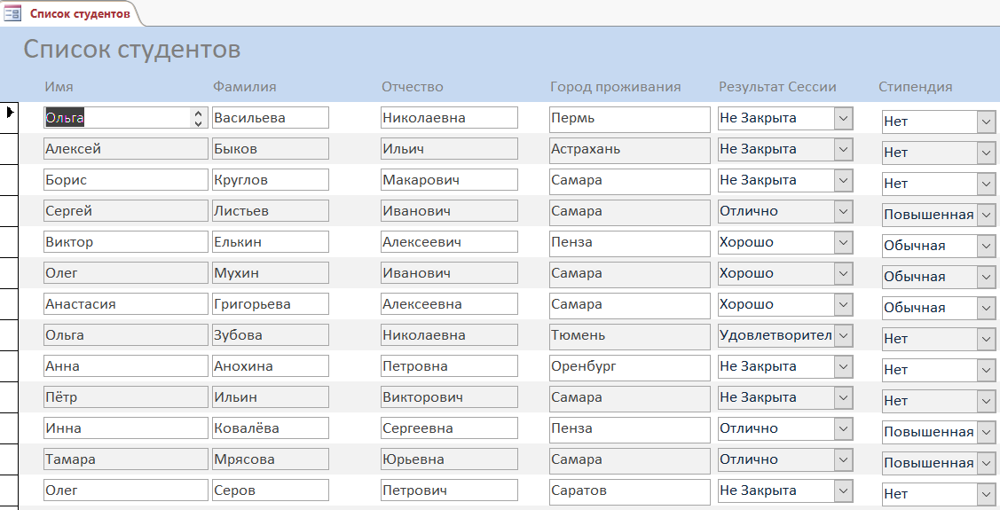 Список студентов
Список студентов
Имя Фамилия Отчество Город проживания Результат Сессии Стипендия
Ольга Васильева Николаевна Пермь Не Закрыта Нет
Алексей Быков Ильич Астрахань Не Закрыта Нет
Борис Круглов Макарович Самара Не Закрыта Нет
Сергей Листьев Иванович Самара Отлично Повышенная
Виктор Елькин Алексеевич Пенза Хорошо Обычная
Олег Мухин Иванович Самара Хорошо Обычная
Анастасия Григорьева Алексеевна Самара Хорошо Обычная
Ольга Зубова Николаевна Тюмень Удовлетворител Нет
Анна Анохина Петровна Оренбург Не Закрыта Нет
Пётр Ильин Викторович Самара Не Закрыта Нет
Инна Ковалёва Сергеевна Пенза Отлично Повышенная
Тамара Мрясова Юрьевна Самара Отлично Повышенная
Олег Серов Петрович Саратов Не Закрыта Нет